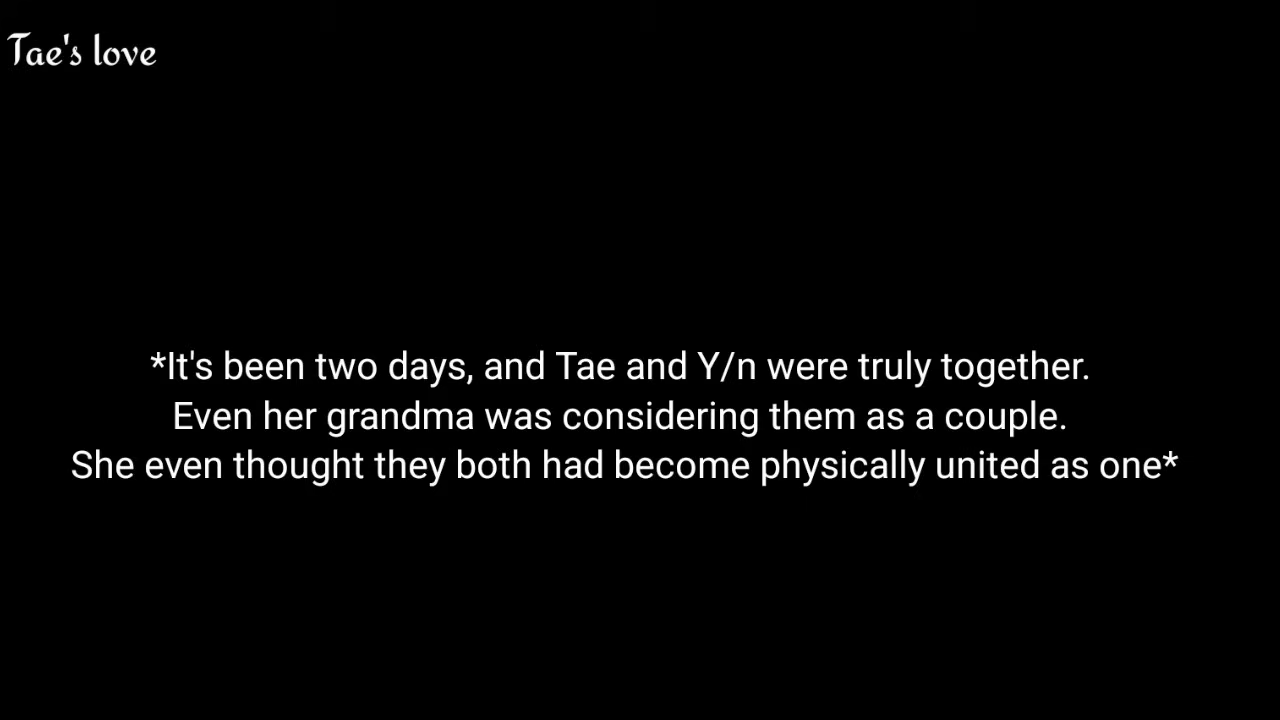 Tae's love
*It's been two days, and Tae and Y/n were truly together.
Even her grandma was considering them as a couple.
She even thought they both had become physically united as one*